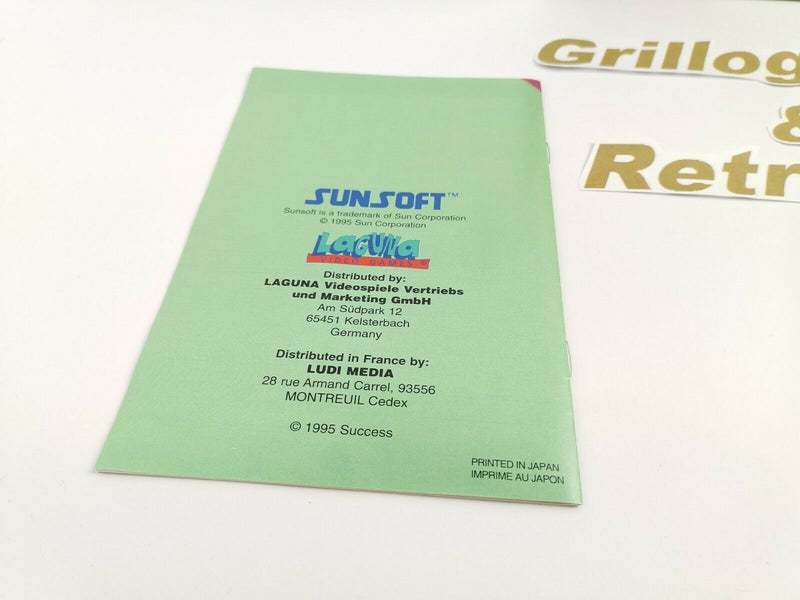 Grillog
&
Retr
SUNSOFT™
Sunsoft is a trademark of Sun Corporation
© 1995 Sun Corporation
LaGUNa
VIDEO GAMES ®
Distributed by:
LAGUNA Videospiele Vertriebs
und Marketing GmbH
Am Südpark 12
65451 Kelsterbach
Germany
Distributed in France by:
LUDI MEDIA
28 rue Armand Carrel, 93556
MONTREUIL Cedex
© 1995 Success
PRINTED IN JAPAN
IMPRIME AU JAPON